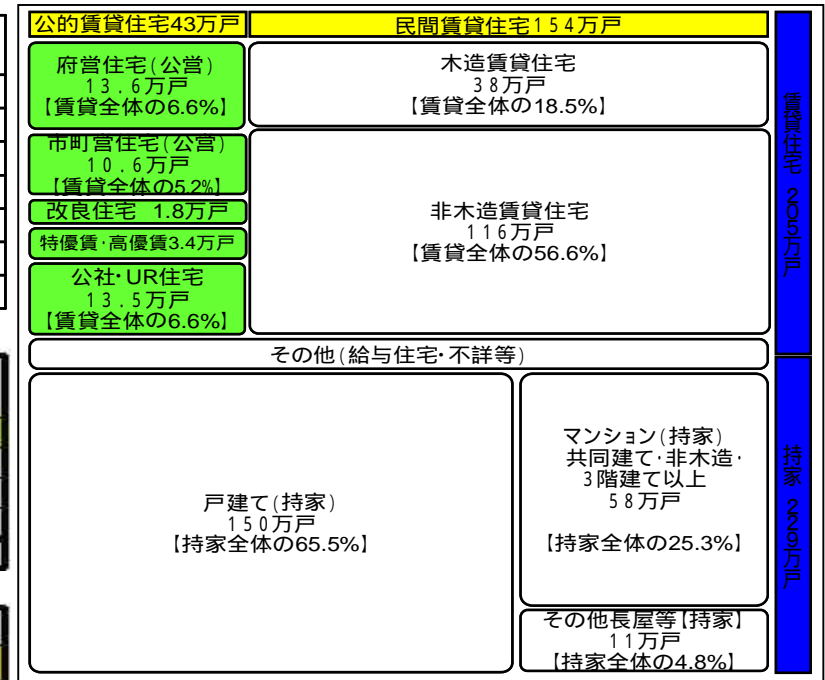 公的賃貸住宅43万戸
民間賃貸住宅154万戸
府営住宅(公営)
13.6万戸
【賃貸全体の6.6%】
木造賃貸住宅
38万戸
【賃貸全体の18.5%】
市町営住宅(公営)
10.6万戸
【賃貸全体の5.2%】
改良住宅 1.8万戸
特優賃・高優賃3.4万戸
公社・UR住宅
13.5万戸
【賃貸全体の6.6%】
非木造賃貸住宅
116万戸
【賃貸全体の56.6%】
賃貸住宅 205万戸
その他(給与住宅・不詳等)
戸建て(持家)
150万戸
【持家全体の65.5%】
マンション(持家)
共同建て・非木造・
3階建て以上
58万戸
【持家全体の25.3%】
その他長屋等【持家】
11万戸
【持家全体の4.8%】
持家 229万戸